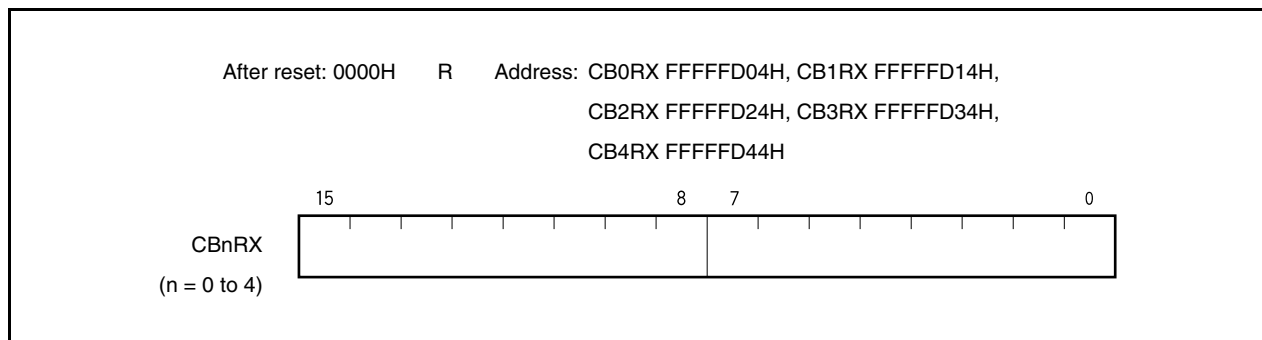 After reset: 0000H R Address: CB0RX FFFFFD04H, CB1RX FFFFFD14H,
CB2RX FFFFFD24H, CB3RX FFFFFD34H,
CB4RX FFFFFD44H
15 8 7 0
CBnRX
(n = 0 to 4)